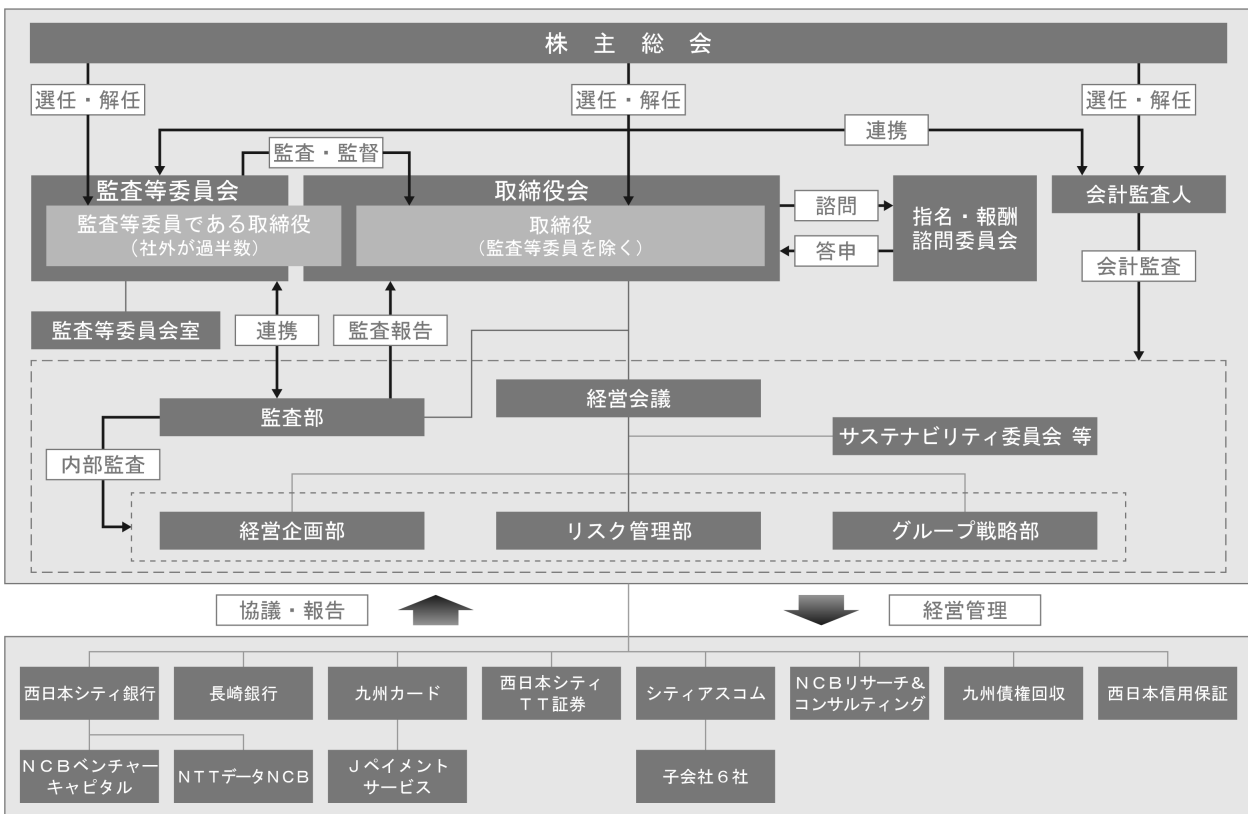 株主総会
選任・解任
選任・解任
選任・解任
連携
監査・監督
監査等委員会
取締役会
会計監査人
監査等委員である取締役
(社外が過半数)
取締役
(監査等委員を除く)
諮問
答申
指名・報酬
諮問委員会
会計監査
監査等委員会室
連携
監査報告
経営会議
監査部
サステナビリティ委員会 等
内部監査
経営企画部
リスク管理部
グループ戦略部
協議・報告
経営管理
西日本シティ銀行
長崎銀行
九州カード
西日本シティ
TT証券
シティアスコム
NCBリサーチ&
コンサルティング
九州債権回収
西日本信用保証
NCBベンチャー
キャピタル
NTTデータNCB
Jペイメント
サービス
子会社6社